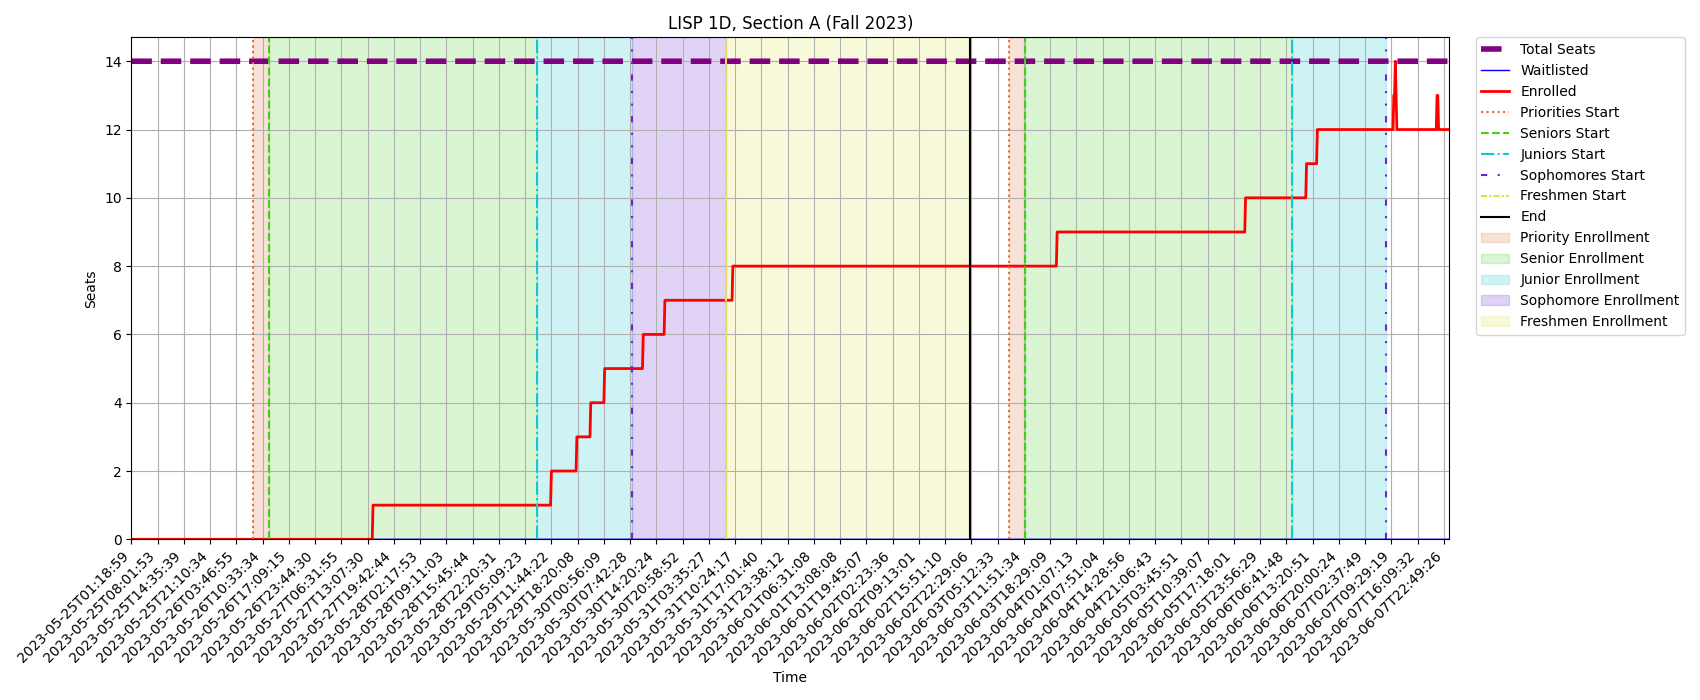 LISP 1D, Section A (Fall 2023)
Seats
14
12
10
8
6
4
2
0
2023-05-25T01:18:59
2023-05-25T08:01:53
2023-05-25T14:35:39
2023-05-25T21:10:34
2023-05-26T03:46:55
2023-05-26T10:33:34
2023-05-26T17:09:15
2023-05-26T23:44:30
2023-05-27T06:31:55
2023-05-27T13:07:30
2023-05-27T19:42:44
2023-05-28T02:17:53
2023-05-28T09:11:03
2023-05-28T15:45:44
2023-05-28T22:20:31
2023-05-29T05:09:23
2023-05-29T11:44:22
2023-05-29T18:20:08
2023-05-30T00:56:09
2023-05-30T07:42:28
2023-05-30T14:20:24
2023-05-30T20:58:52
2023-05-31T03:35:27
2023-05-31T10:24:17
2023-05-31T17:01:40
2023-05-31T23:38:12
2023-06-01T06:31:08
2023-06-01T13:08:08
2023-06-01T19:45:07
2023-06-02T02:23:36
2023-06-02T09:13:01
2023-06-02T15:51:10
2023-06-02T22:29:06
2023-06-03T05:12:33
2023-06-03T11:51:34
2023-06-03T18:29:09
2023-06-04T01:07:13
2023-06-04T07:51:04
2023-06-04T14:28:56
2023-06-04T21:06:43
2023-06-05T03:45:51
2023-06-05T10:39:07
2023-06-05T17:18:01
2023-06-05T23:56:29
2023-06-06T06:41:48
2023-06-06T13:20:51
2023-06-06T20:00:24
2023-06-07T02:37:49
2023-06-07T09:29:19
2023-06-07T16:09:32
2023-06-07T22:49:26
Time
Total Seats
Waitlisted
Enrolled
Priorities Start
Seniors Start
Juniors Start
Sophomores Start
Freshmen Start
End
Priority Enrollment
Senior Enrollment
Junior Enrollment
Sophomore Enrollment
Freshmen Enrollment